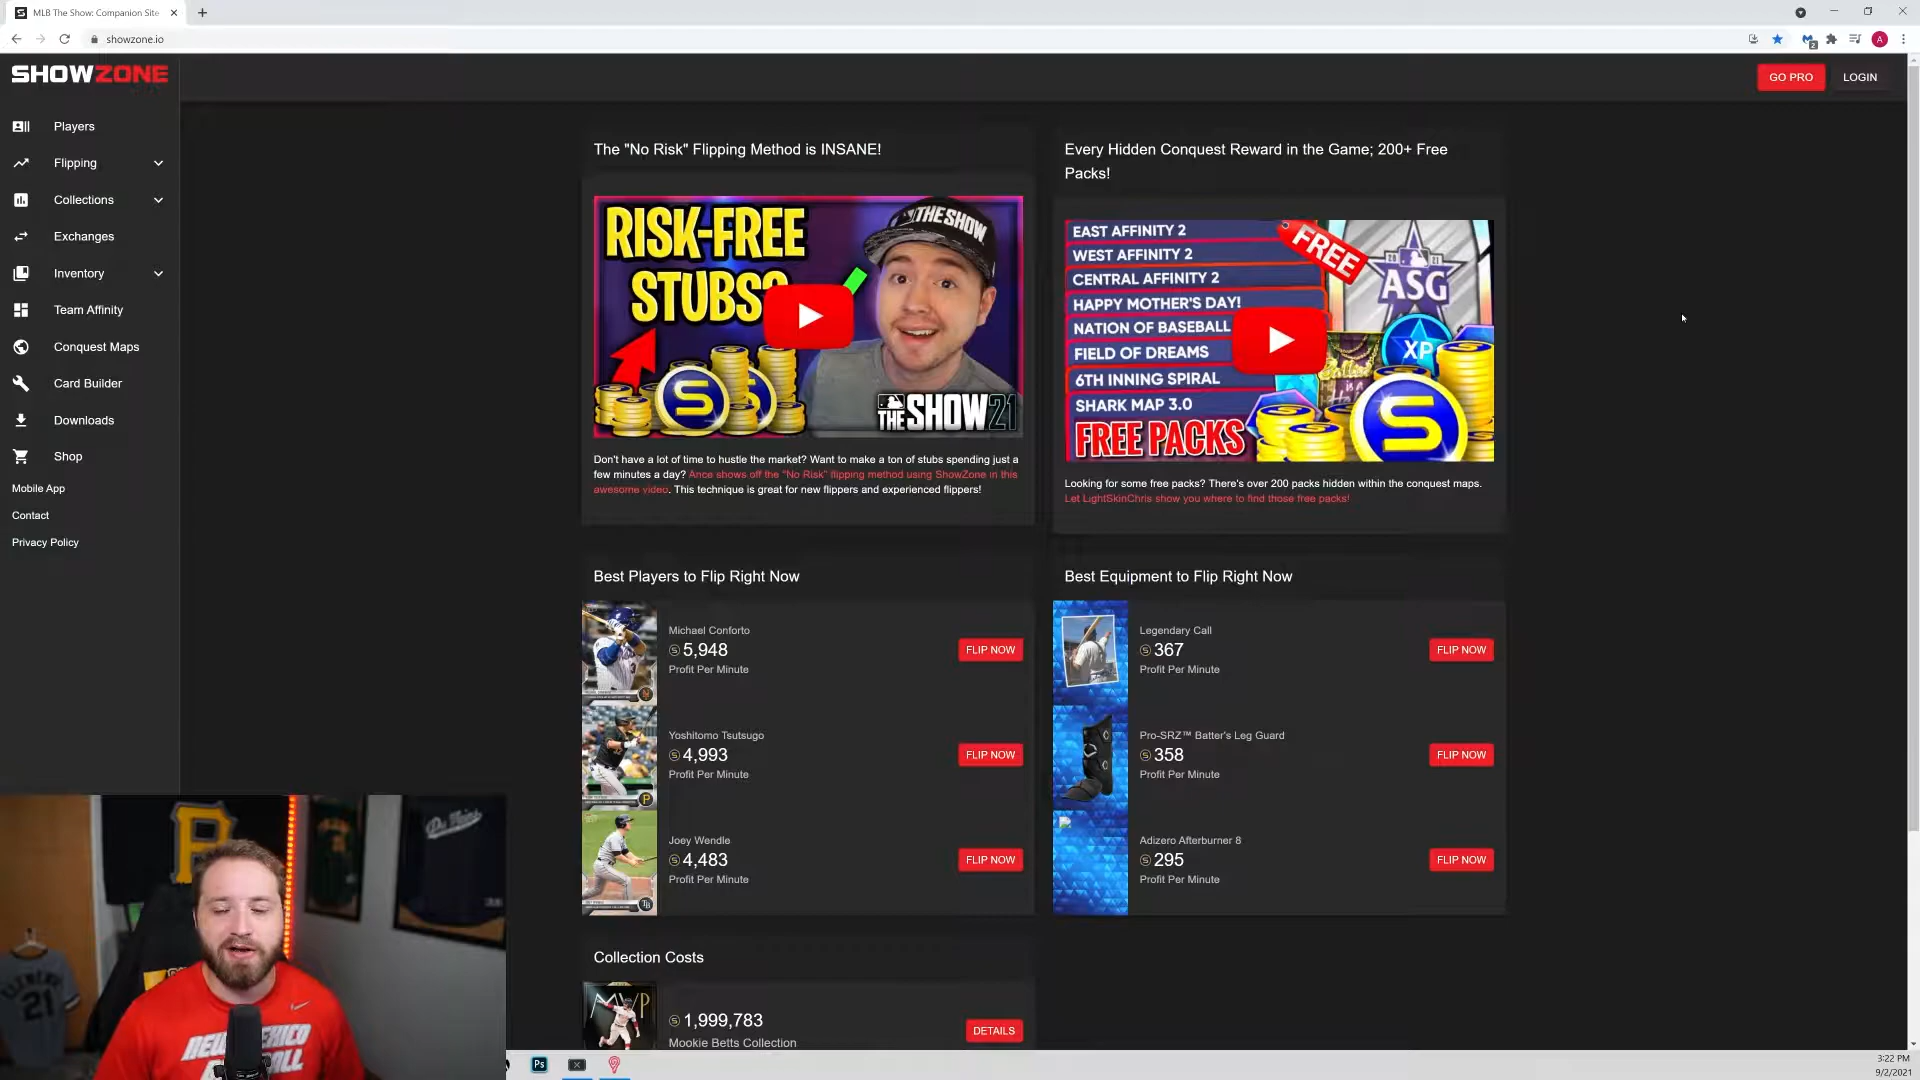 MLB The Show: Companion Site
showzone.io
SHOWZONE
GO PRO
LOGIN
Players
Flipping
Collections
Exchanges
Inventory
Team Affinity
Conquest Maps
Card Builder
Downloads
Shop
Mobile App
Contact
Privacy Policy
The "No Risk" Flipping Method is INSANE!
RISK-FREE
STUBS?
THE SHOW
THE SHOW 21
Don't have a lot of time to hustle the market? Want to make a ton of stubs spending just a
few minutes a day? Ance shows off the "No Risk" flipping method using ShowZone in this
awesome video. This technique is great for new flippers and experienced flippers!
Every Hidden Conquest Reward in the Game; 200+ Free
Packs!
EAST AFFINITY 2
WEST AFFINITY 2
CENTRAL AFFINITY 2
HAPPY MOTHER'S DAY!
NATION OF BASEBALL
FIELD OF DREAMS
6TH INNING SPIRAL
SHARK MAP 3.0
FREE PACKS
FREE
ASG
XP
Looking for some free packs? There's over 200 packs hidden within the conquest maps.
Let LightSkinChris show you where to find those free packs!
Best Players to Flip Right Now
Michael Conforto
5,948
Profit Per Minute
FLIP NOW
Yoshitomo Tsutsugo
4,993
Profit Per Minute
FLIP NOW
Joey Wendle
4,483
Profit Per Minute
FLIP NOW
Best Equipment to Flip Right Now
Legendary Call
367
Profit Per Minute
FLIP NOW
Pro-SRZ™ Batter's Leg Guard
358
Profit Per Minute
FLIP NOW
Adizero Afterburner 8
295
Profit Per Minute
FLIP NOW
Collection Costs
MVP
1,999,783
Mookie Betts Collection
DETAILS
P
21
Ps
3:22 PM
9/2/2021